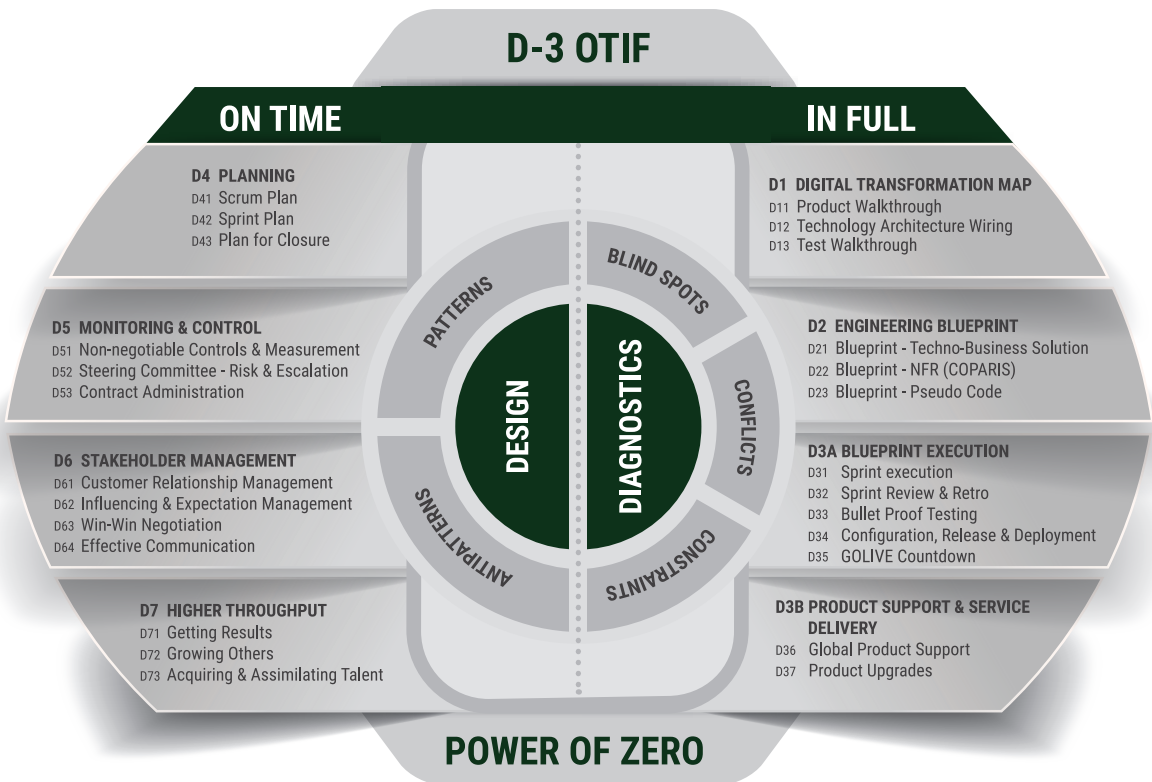 D-3 OTIF
ON TIME
IN FULL
D4 PLANNING
D41 Scrum Plan
D42 Sprint Plan
D43 Plan for Closure
D5 MONITORING & CONTROL
D51 Non-negotiable Controls & Measurement
D52 Steering Committee - Risk & Escalation
D53 Contract Administration
D6 STAKEHOLDER MANAGEMENT
D61 Customer Relationship Management
D62 Influencing & Expectation Management
D63 Win-Win Negotiation
D64 Effective Communication
D7 HIGHER THROUGHPUT
D71 Getting Results
D72 Growing Others
D73 Acquiring & Assimilating Talent
PATTERNS
ANTIPATTERNS
DESIGN
DIAGNOSTICS
BLIND SPOTS
CONFLICTS
CONSTRAINTS
D1 DIGITAL TRANSFORMATION MAP
D11 Product Walkthrough
D12 Technology Architecture Wiring
D13 Test Walkthrough
D2 ENGINEERING BLUEPRINT
D21 Blueprint - Techno-Business Solution
D22 Blueprint - NFR (COPARIS)
D23 Blueprint - Pseudo Code
D3A BLUEPRINT EXECUTION
D31 Sprint execution
D32 Sprint Review & Retro
D33 Bullet Proof Testing
D34 Configuration, Release & Deployment
D35 GOLIVE Countdown
D3B PRODUCT SUPPORT & SERVICE
DELIVERY
D36 Global Product Support
D37 Product Upgrades
POWER OF ZERO